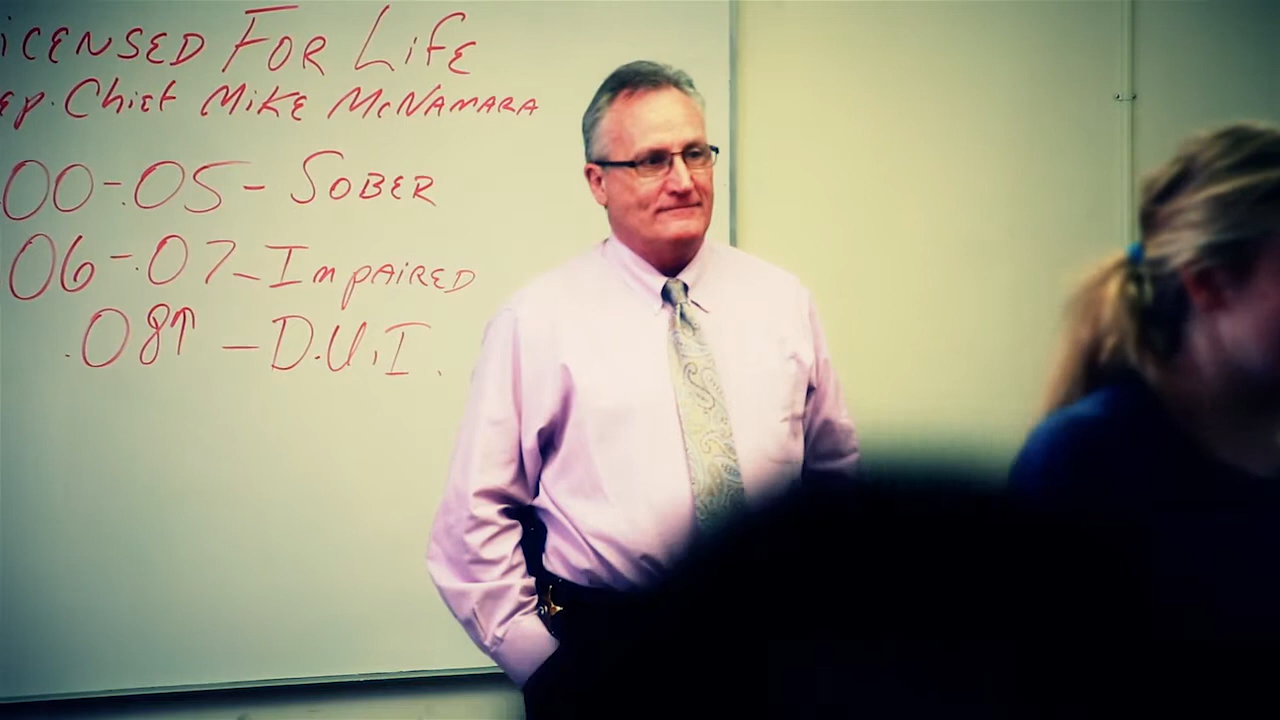 icENSED FOR LifE
ep. Chief MikE McNAMARA
00-.05 - SOBER
06-.07 - ImpAiRED
.08↑ - D.U.I.